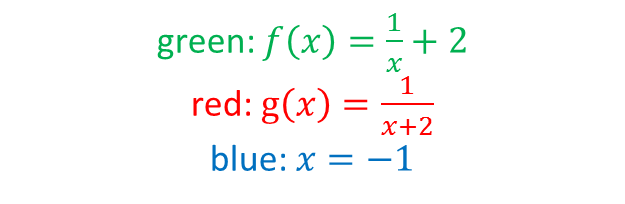 green: f(x) = 1/x + 2
red: g(x) = 1/(x+2)
blue: x = −1